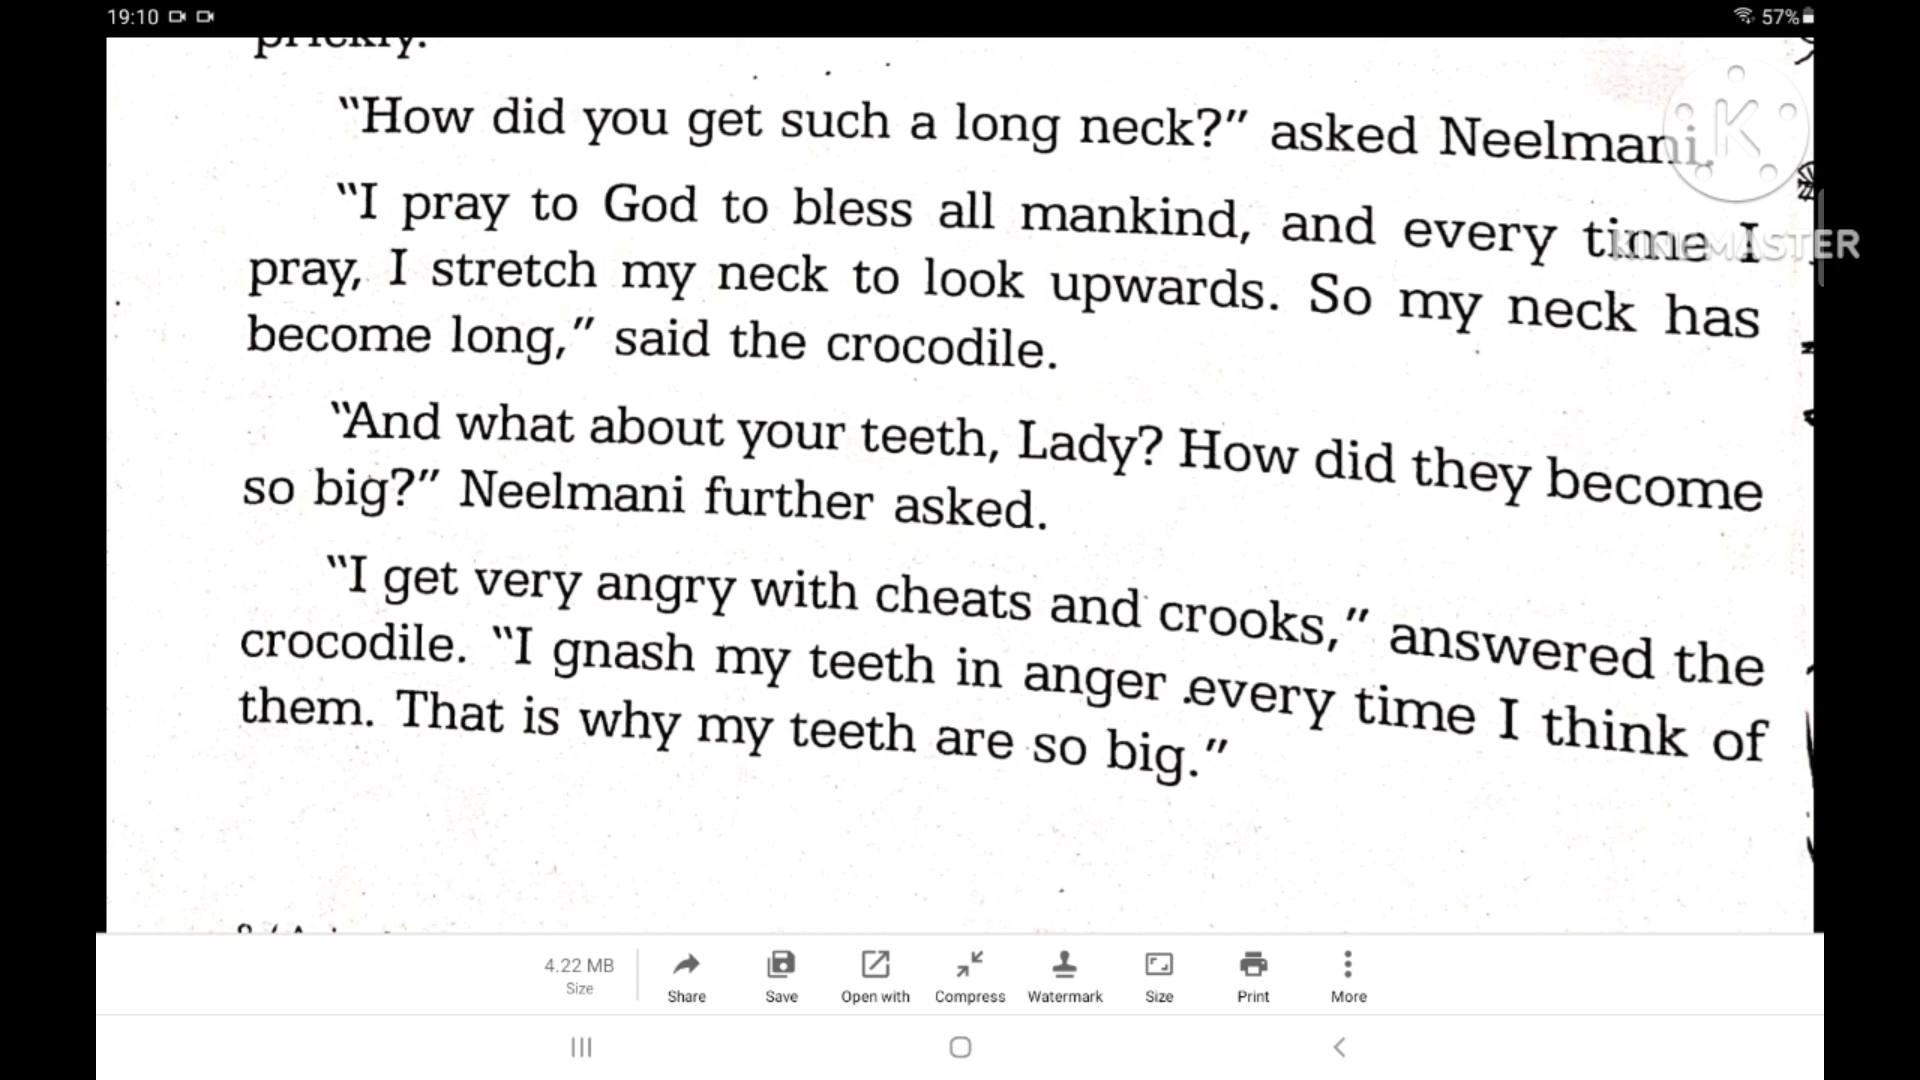 19:10
57%
prickly.
"How did you get such a long neck?" asked Neelmani.
"I pray to God to bless all mankind, and every time I
pray, I stretch my neck to look upwards. So my neck has
become long," said the crocodile.
"And what about your teeth, Lady? How did they become
so big?" Neelmani further asked.
"I get very angry with cheats and crooks," answered the
crocodile. "I gnash my teeth in anger every time I think of
them. That is why my teeth are so big."
K
KINEMASTER
4.22 MB
Size
Share
Save
Open with
Compress
Watermark
Size
Print
More